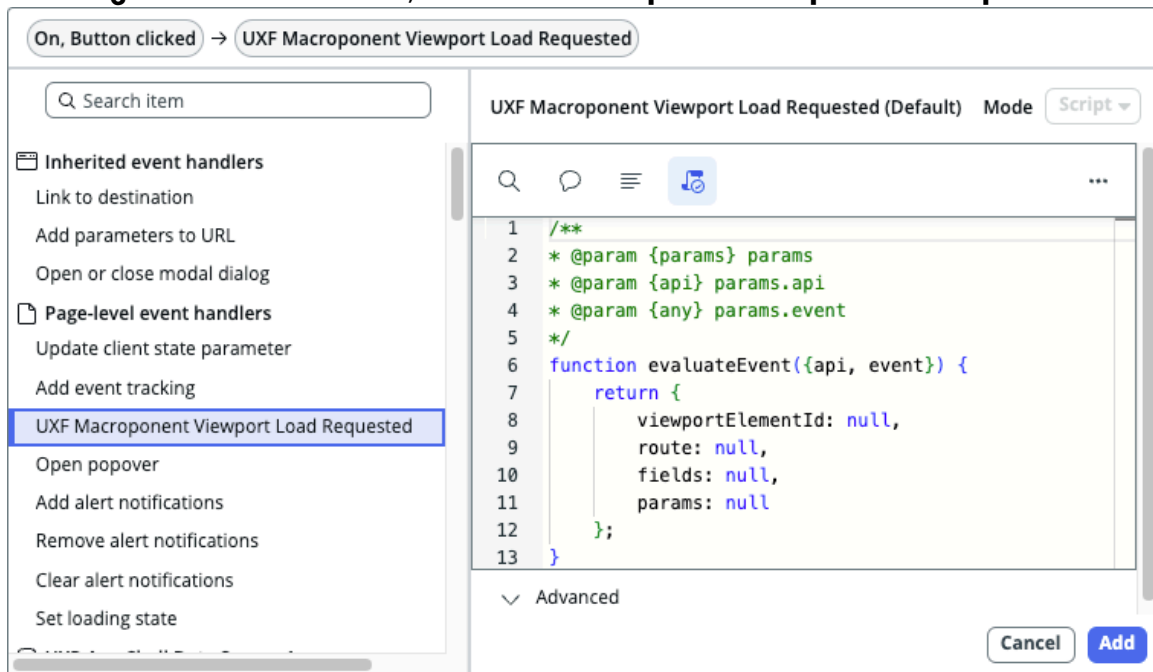 On, Button clicked → UXF Macroponent Viewport Load Requested
Search item
Inherited event handlers
Link to destination
Add parameters to URL
Open or close modal dialog
Page-level event handlers
Update client state parameter
Add event tracking
UXF Macroponent Viewport Load Requested
Open popover
Add alert notifications
Remove alert notifications
Clear alert notifications
Set loading state
UXF Macroponent Viewport Load Requested (Default) Mode Script
1 /**
2 * @param {params} params
3 * @param {api} params.api
4 * @param {any} params.event
5 */
6 function evaluateEvent({api, event}) {
7 return {
8 viewportElementId: null,
9 route: null,
10 fields: null,
11 params: null
12 };
13 }
Advanced
Cancel Add